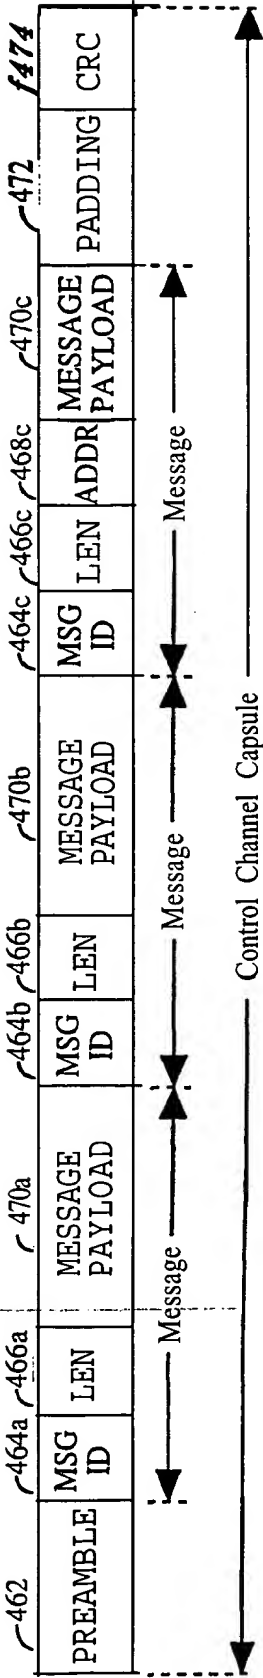 462 464a 466a 470a 464b 466b 470b 464c 466c 468c 470c 472 f474
PREAMBLE
MSG
ID
LEN
MESSAGE
PAYLOAD
MSG
ID
LEN
MESSAGE
PAYLOAD
MSG
ID
LEN
ADDR
MESSAGE
PAYLOAD
PADDING
CRC
Message
Message
Message
Control Channel Capsule